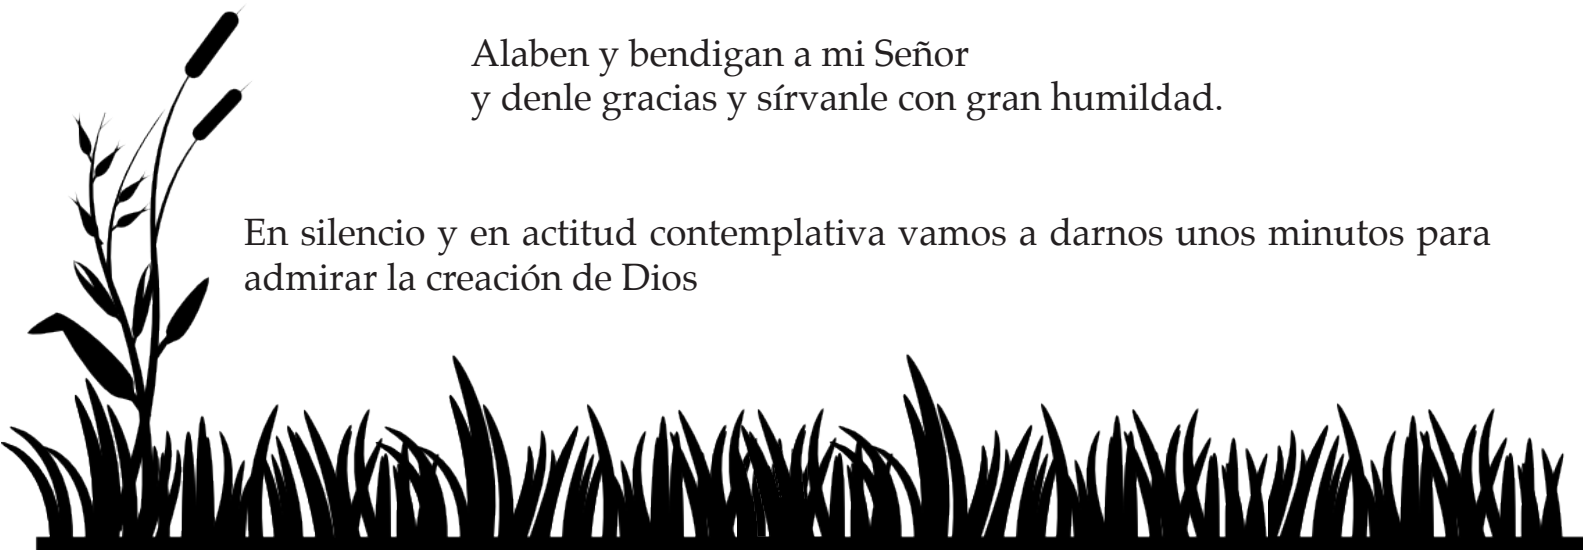 Alaben y bendigan a mi Señor
y denle gracias y sírvanle con gran humildad.
En silencio y en actitud contemplativa vamos a darnos unos minutos para
admirar la creación de Dios